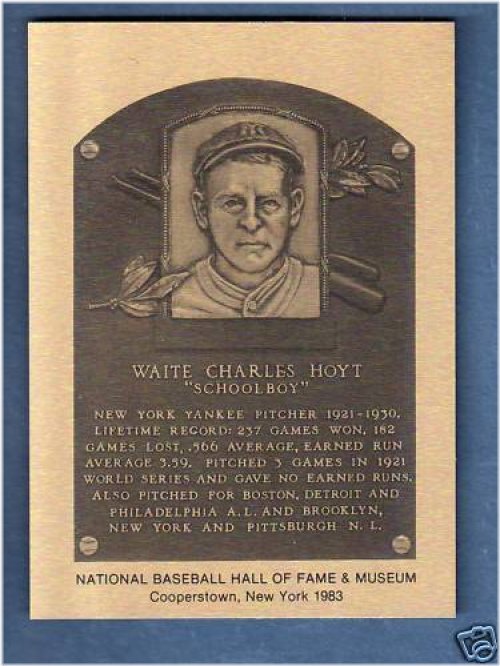 WAITE CHARLES HOYT
"SCHOOLBOY"
NEW YORK YANKEE PITCHER 1921-1930.
LIFETIME RECORD: 237 GAMES WON, 182
GAMES LOST, .566 AVERAGE, EARNED RUN
AVERAGE 3.59. PITCHED 3 GAMES IN 1921
WORLD SERIES AND GAVE NO EARNED RUNS.
ALSO PITCHED FOR BOSTON, DETROIT AND
PHILADELPHIA A.L. AND BROOKLYN,
NEW YORK AND PITTSBURGH N. L.
NATIONAL BASEBALL HALL OF FAME & MUSEUM
Cooperstown, New York 1983